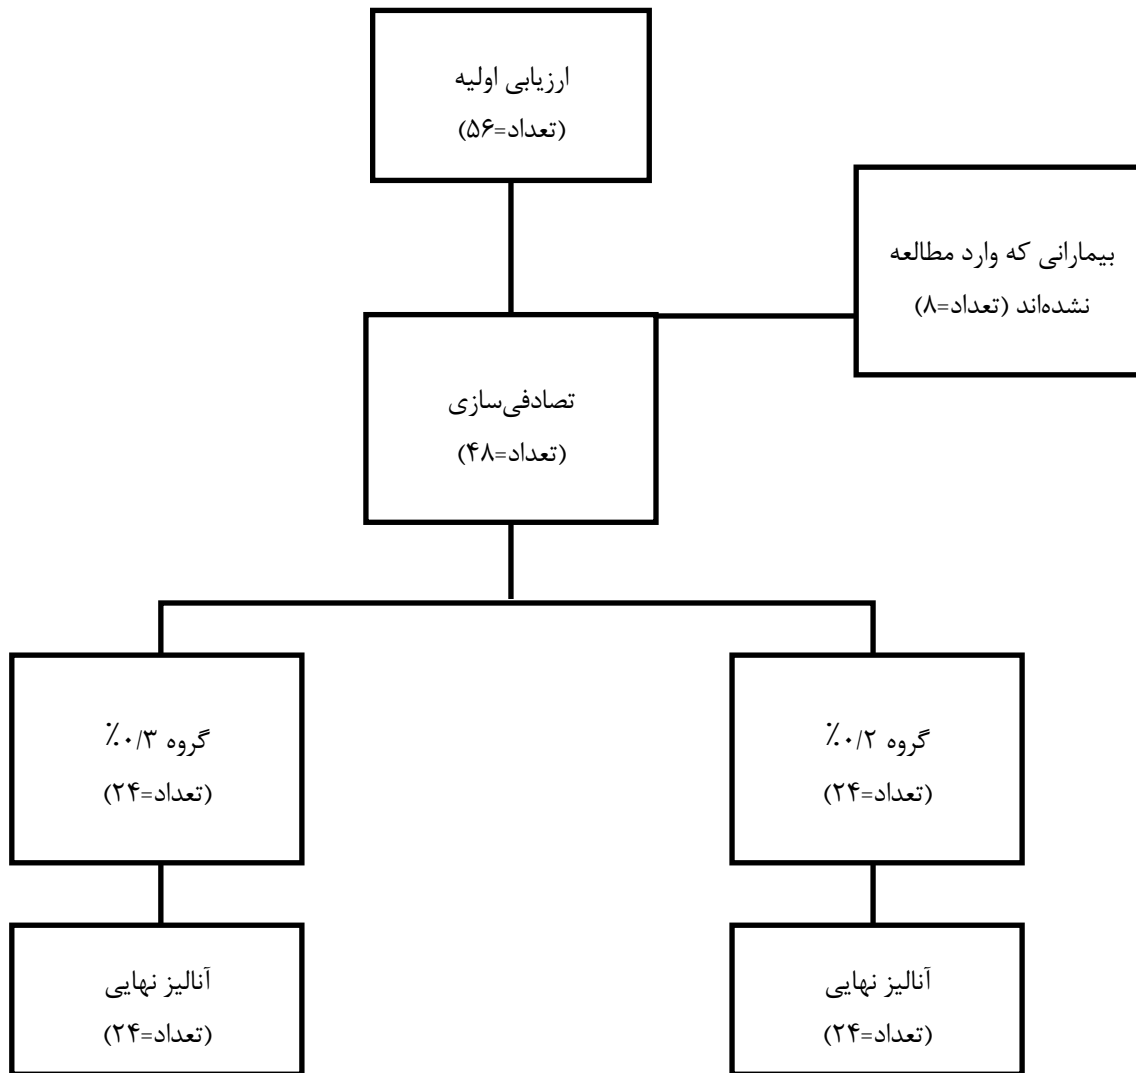 ارزیابی اولیه
(تعداد=۵۶)
بیمارانی که وارد مطالعه
نشده‌اند (تعداد=۸)
تصادفی‌سازی
(تعداد=۴۸)
گروه ۰/۲٪
(تعداد=۲۴)
گروه ۰/۳٪
(تعداد=۲۴)
آنالیز نهایی
(تعداد=۲۴)
آنالیز نهایی
(تعداد=۲۴)